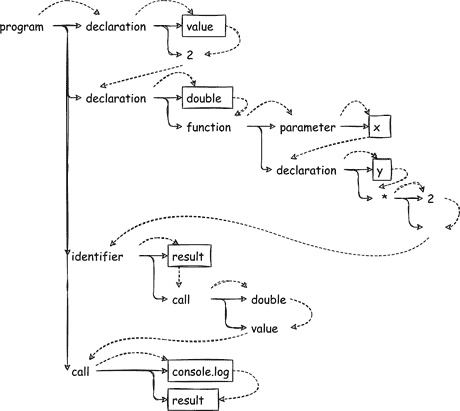 program declaration value
2
declaration double
function parameter x
declaration y
* 2
identifier result
call double
value
call console.log
result